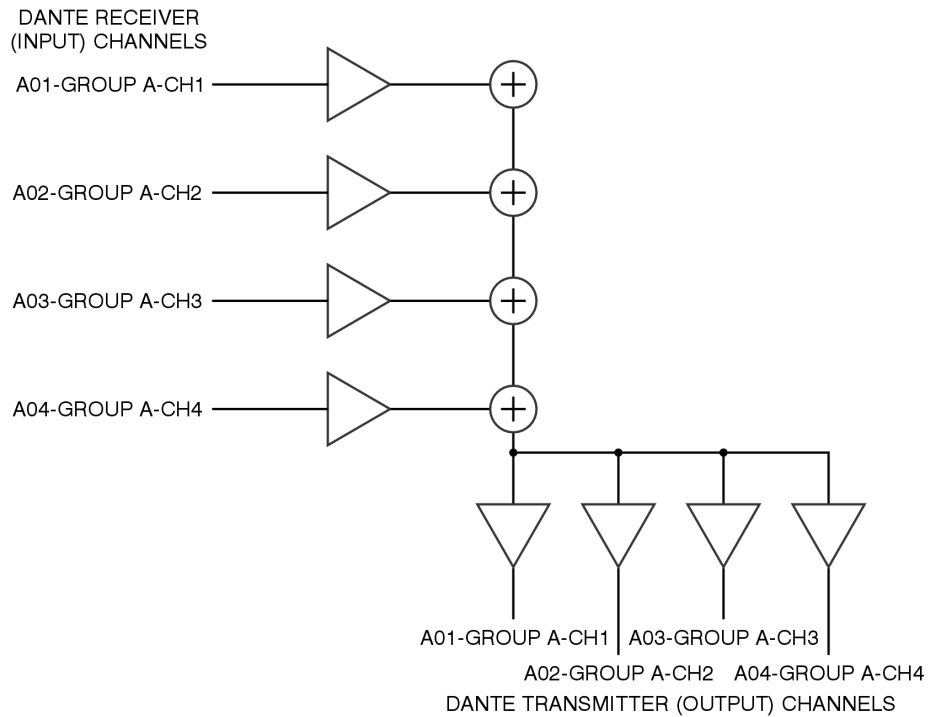 DANTE RECEIVER
(INPUT) CHANNELS
A01-GROUP A-CH1
A02-GROUP A-CH2
A03-GROUP A-CH3
A04-GROUP A-CH4
A01-GROUP A-CH1 A03-GROUP A-CH3
A02-GROUP A-CH2 A04-GROUP A-CH4
DANTE TRANSMITTER (OUTPUT) CHANNELS